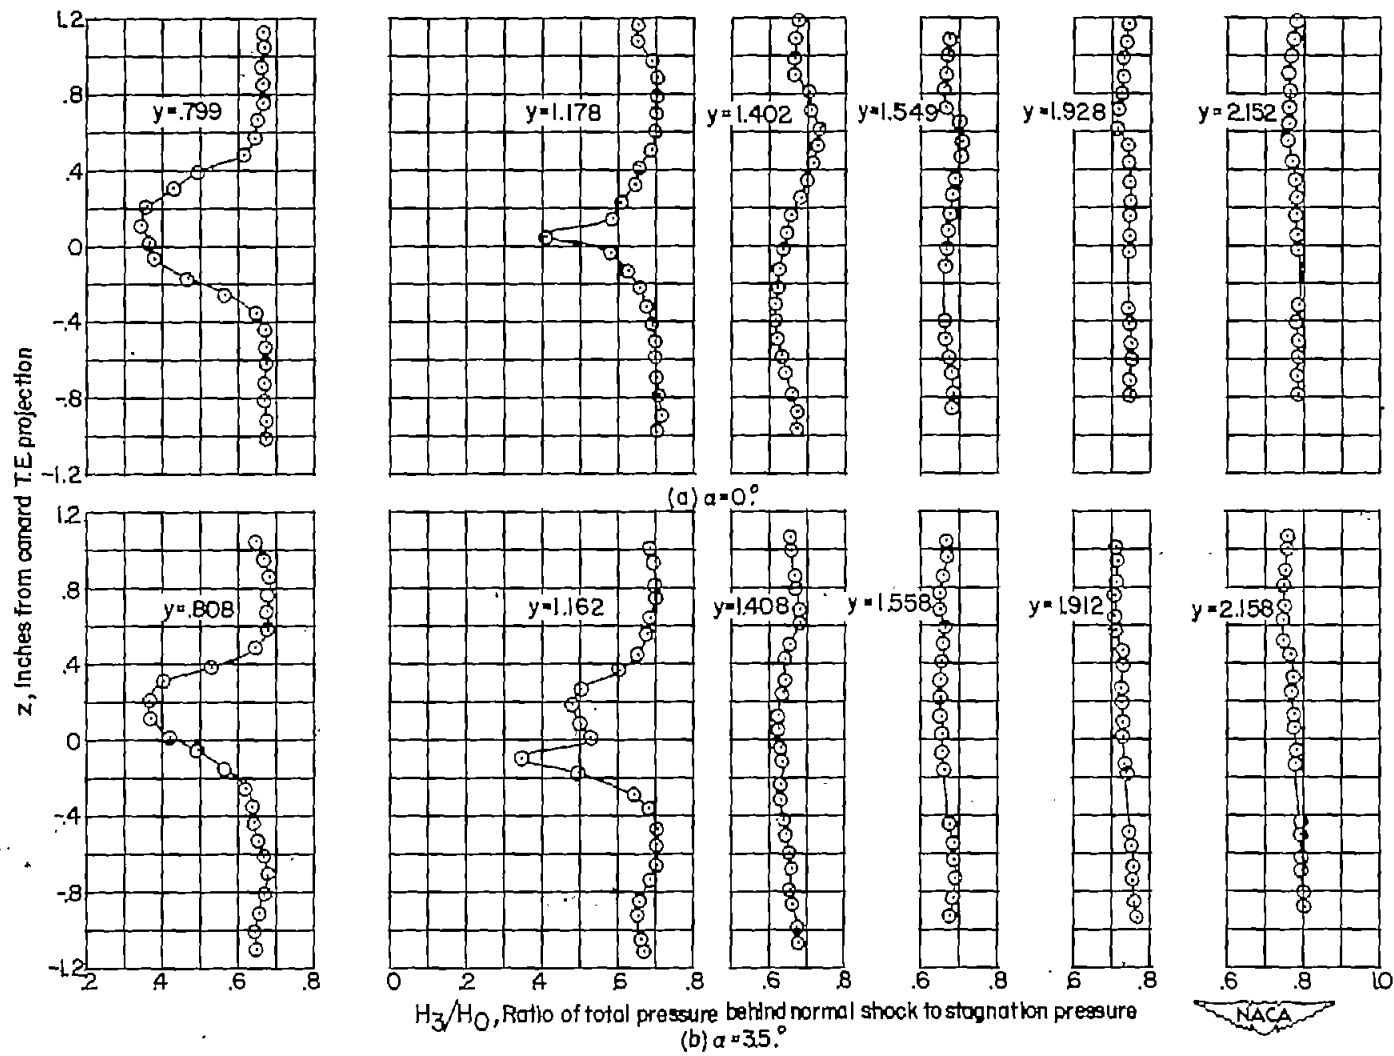 z, Inches from canard T.E. projection
1.2
.8
.4
0
-.4
-.8
-1.2
y=.799
y=1.178
y=1.402
y=1.549
y=1.928
y=2.152
(a) α=0°.
1.2
.8
.4
0
-.4
-.8
-1.2
y=.808
y=1.162
y=1.408
y=1.558
y=1.912
y=2.158
.2 .4 .6 .8
0 .2 .4 .6 .8
.6 .8
.6 .8
.6 .8
.6 .8 1.0
H3/H0, Ratio of total pressure behind normal shock to stagnation pressure
(b) α=3.5.°
NACA